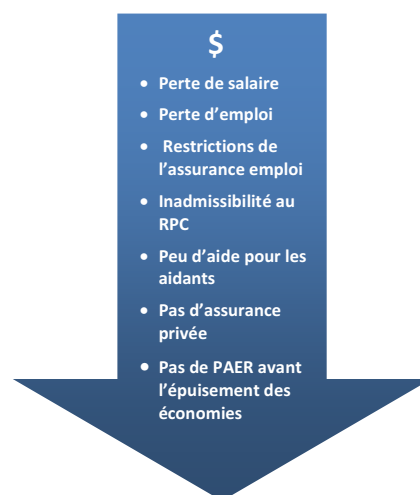 $
• Perte de salaire
• Perte d’emploi
• Restrictions de
l’assurance emploi
• Inadmissibilité au
RPC
• Peu d’aide pour les
aidants
• Pas d’assurance
privée
• Pas de PAER avant
l’épuisement des
économies